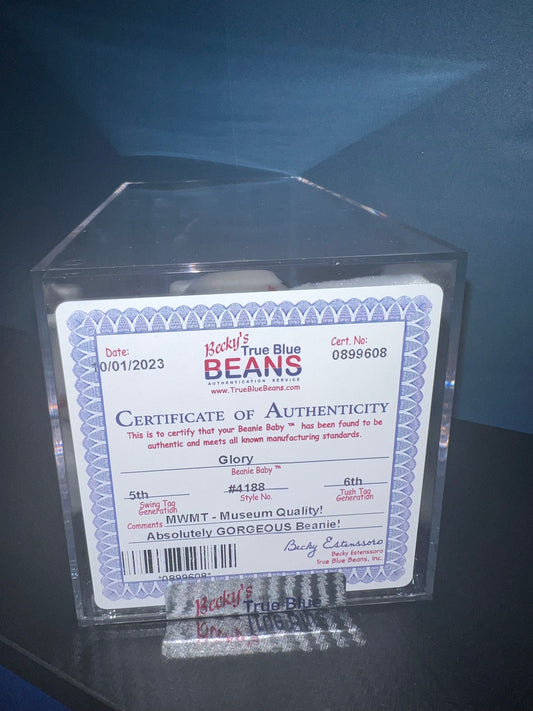 Date:
10/01/2023
Becky's
True Blue
BEANS
AUTHENTICATION SERVICE
www.TrueBlueBeans.com
Cert. No:
0899608
CERTIFICATE OF AUTHENTICITY
This is to certify that your Beanie Baby ™ has been found to be
authentic and meets all known manufacturing standards.
Glory
Beanie Baby ™
5th
Swing Tag
Generation
#4188
Style No.
6th
Tush Tag
Generation
Comments MWMT - Museum Quality!
Absolutely GORGEOUS Beanie!
*0899608*
Becky Estenssoro
Becky Estenssoro
True Blue Beans, Inc.
Becky's True Blue